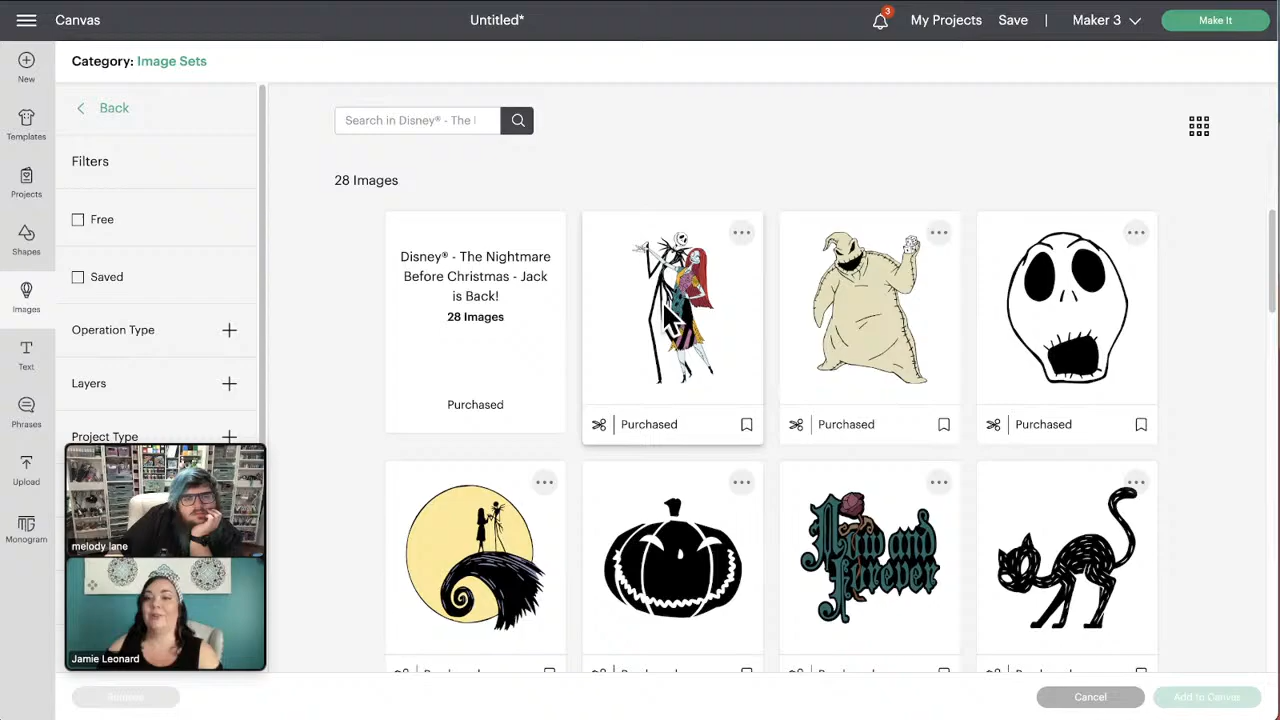 Canvas
Untitled*
3
My Projects
Save
Maker 3
Make It
New
Templates
Projects
Shapes
Images
Text
Phrases
Upload
Monogram
Category: Image Sets
Back
Filters
Free
Saved
Operation Type
Layers
Project Type
melody lane
Jamie Leonard
Search in Disney® - The
28 Images
Disney® - The Nightmare
Before Christmas - Jack
is Back!
28 Images
Purchased
Purchased
Purchased
Purchased
Now and
Forever
Cancel
Add to Canvas